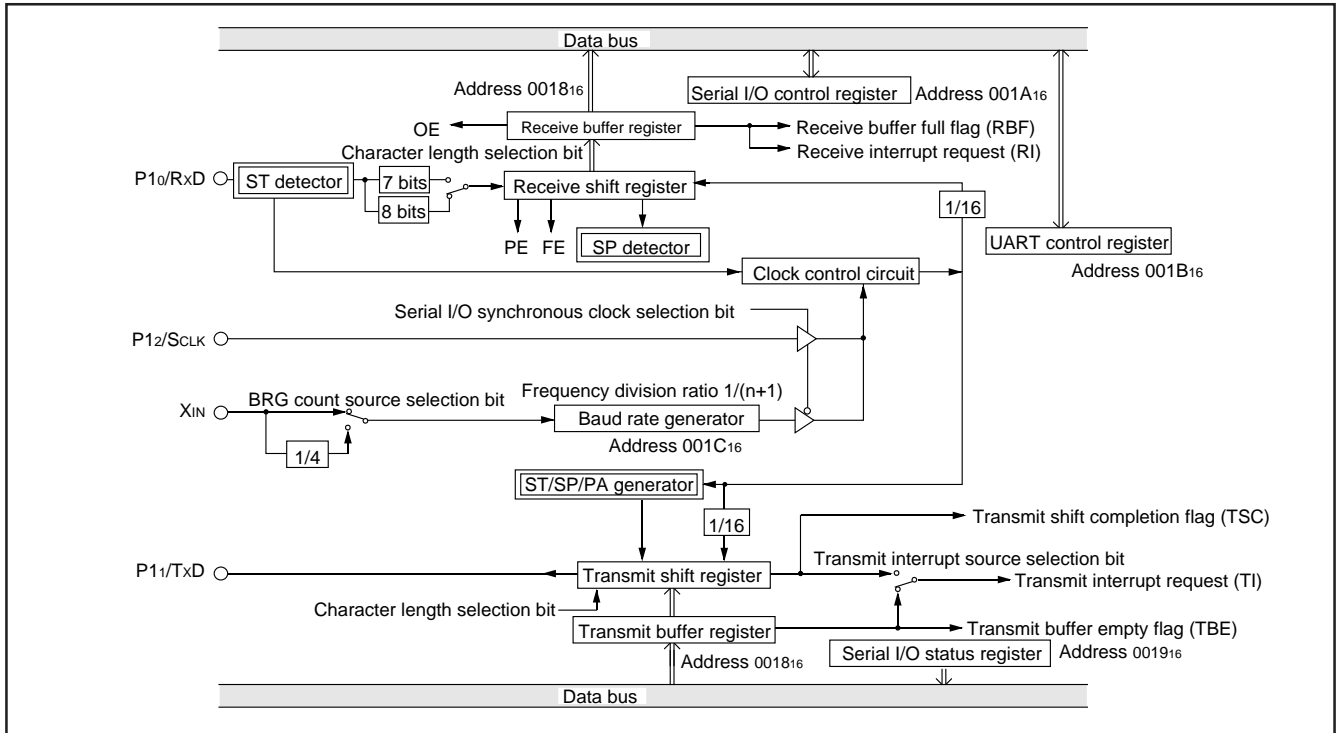 Data bus
Address 0018₁₆
Serial I/O control register
Address 001A₁₆
OE
Receive buffer register
Receive buffer full flag (RBF)
Receive interrupt request (RI)
Character length selection bit
P1₀/RxD
ST detector
7 bits
8 bits
Receive shift register
1/16
PE
FE
SP detector
UART control register
Address 001B₁₆
Clock control circuit
Serial I/O synchronous clock selection bit
P1₂/SCLK
XIN
BRG count source selection bit
Frequency division ratio 1/(n+1)
Baud rate generator
Address 001C₁₆
1/4
ST/SP/PA generator
1/16
Transmit shift completion flag (TSC)
P1₁/TxD
Transmit shift register
Transmit interrupt source selection bit
Transmit interrupt request (TI)
Character length selection bit
Transmit buffer register
Transmit buffer empty flag (TBE)
Address 0018₁₆
Serial I/O status register
Address 0019₁₆
Data bus